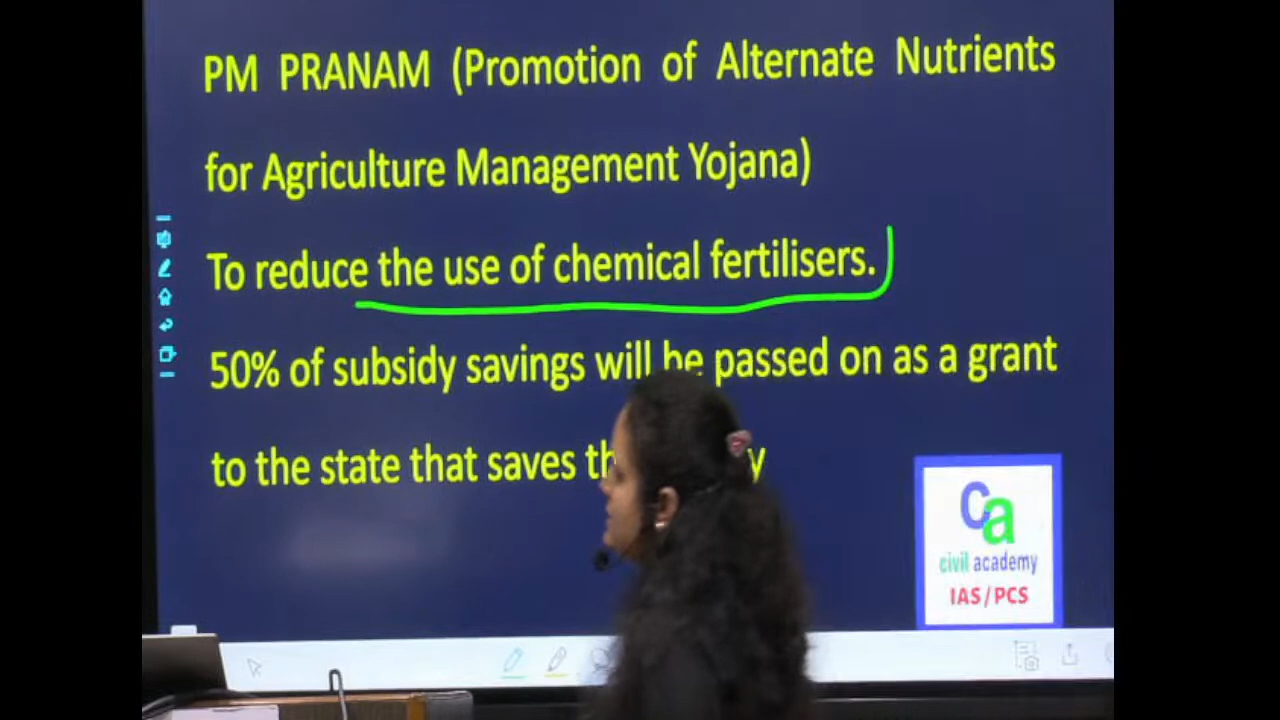 PM PRANAM (Promotion of Alternate Nutrients
for Agriculture Management Yojana)
To reduce the use of chemical fertilisers.
50% of subsidy savings will be passed on as a grant
to the state that saves
ca
civil academy
IAS/PCS